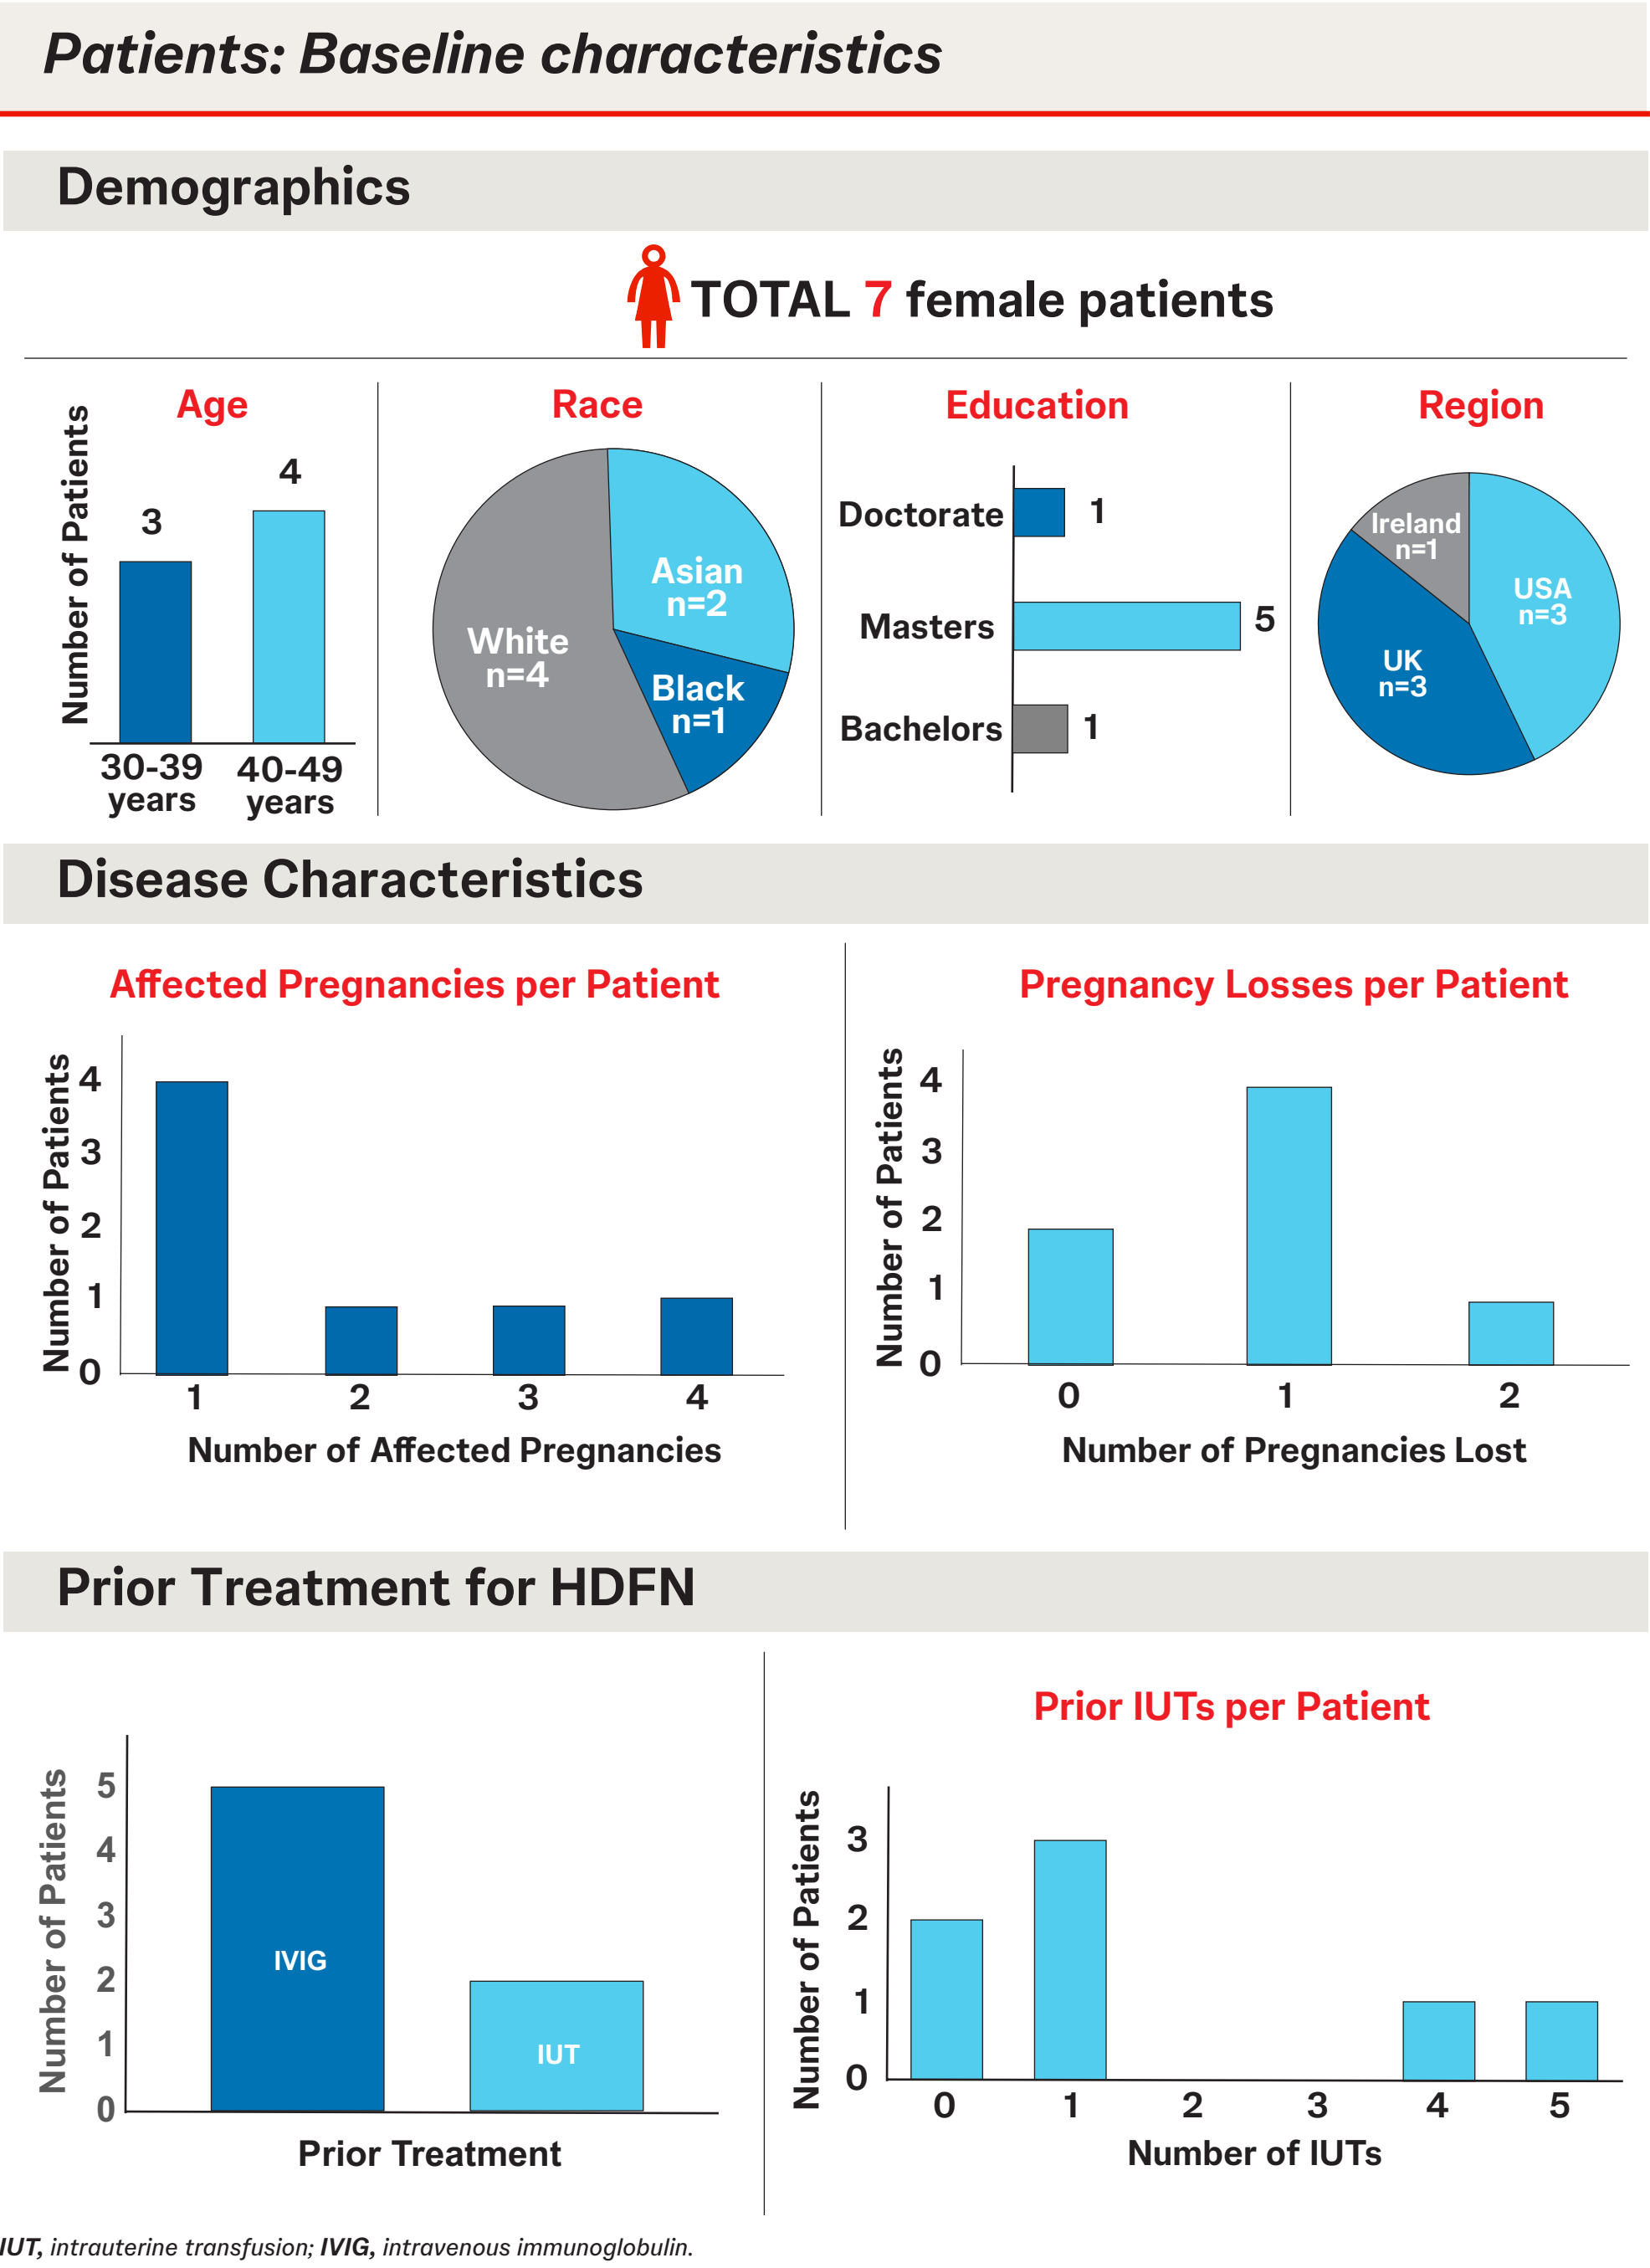 Patients: Baseline characteristics
Demographics
TOTAL 7 female patients
Age
Number of Patients
3
4
30-39
years
40-49
years
Race
Asian
n=2
White
n=4
Black
n=1
Education
Doctorate
1
Masters
5
Bachelors
1
Region
Ireland
n=1
USA
n=3
UK
n=3
Disease Characteristics
Affected Pregnancies per Patient
Number of Patients
4
3
2
1
0
1 2 3 4
Number of Affected Pregnancies
Pregnancy Losses per Patient
Number of Patients
4
3
2
1
0
0 1 2
Number of Pregnancies Lost
Prior Treatment for HDFN
Number of Patients
5
4
3
2
1
0
IVIG
IUT
Prior Treatment
Prior IUTs per Patient
Number of Patients
3
2
1
0
0 1 2 3 4 5
Number of IUTs
IUT, intrauterine transfusion; IVIG, intravenous immunoglobulin.